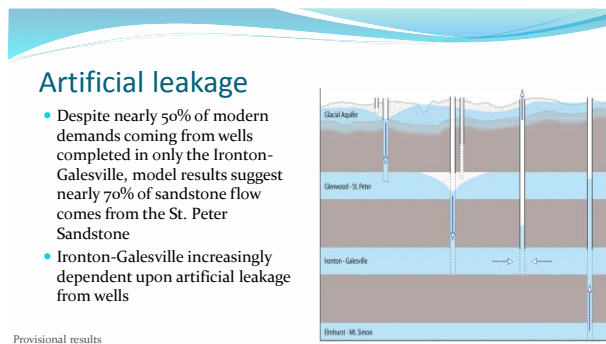 Artificial leakage
Despite nearly 50% of modern
demands coming from wells
completed in only the Ironton-
Galesville, model results suggest
nearly 70% of sandstone flow
comes from the St. Peter
Sandstone
Ironton-Galesville increasingly
dependent upon artificial leakage
from wells
Glacial Aquifer
Glenwood - St. Peter
Ironton - Galesville
Elmhurst - Mt. Simon
Provisional results